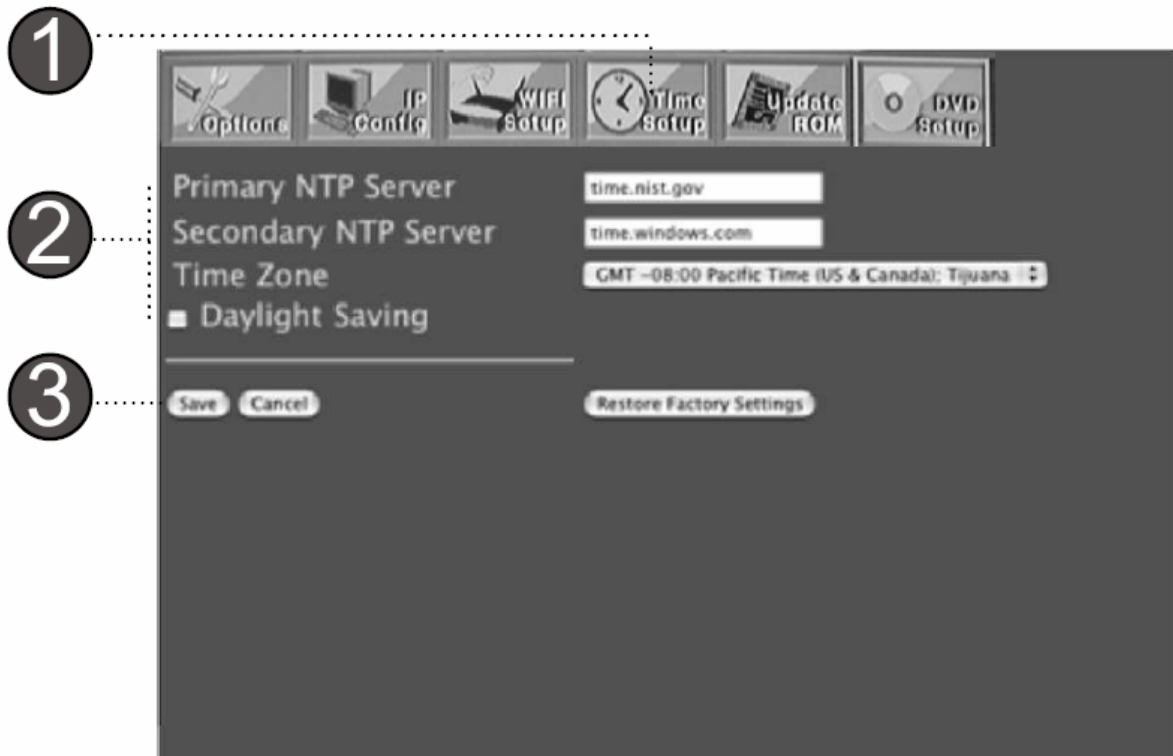 1
Options
IP Config
WIFI Setup
Time Setup
Update ROM
DVD Setup
2
Primary NTP Server
time.nist.gov
Secondary NTP Server
time.windows.com
Time Zone
GMT -08:00 Pacific Time (US & Canada); Tijuana
Daylight Saving
3
Save
Cancel
Restore Factory Settings